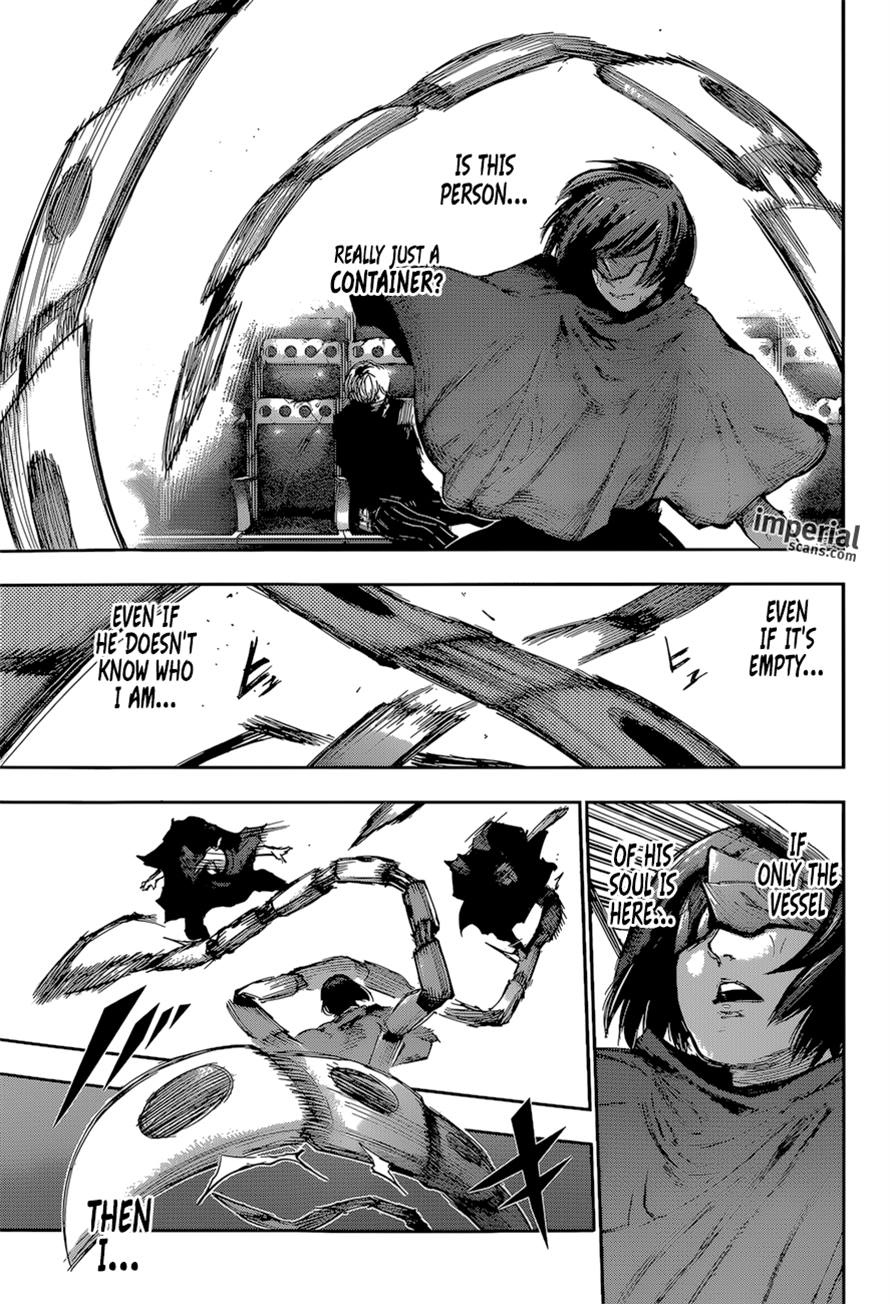 IS THIS
PERSON...
REALLY JUST A
CONTAINER?
imperial
scans.com
EVEN
IF IT'S
EMPTY...
EVEN IF
HE DOESN'T
KNOW WHO
I AM...
IF
ONLY THE
VESSEL
OF HIS
SOUL IS
HERE...
THEN
I...